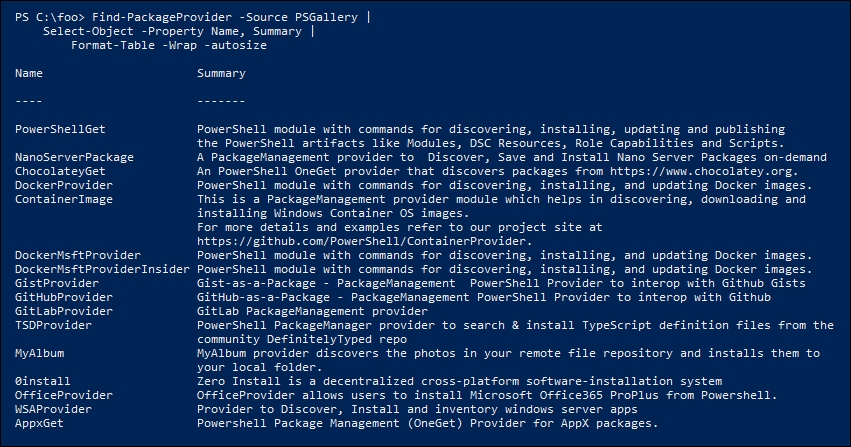 PS C:\foo> Find-PackageProvider -Source PSGallery |
Select-Object -Property Name, Summary |
Format-Table -Wrap -autosize
Name Summary
---- -------
PowerShellGet PowerShell module with commands for discovering, installing, updating and publishing
the PowerShell artifacts like Modules, DSC Resources, Role Capabilities and Scripts.
NanoServerPackage A PackageManagement provider to  Discover, Save and Install Nano Server Packages on-demand
ChocolateyGet An PowerShell OneGet provider that discovers packages from https://www.chocolatey.org.
DockerProvider PowerShell module with commands for discovering, installing, and updating Docker images.
ContainerImage This is a PackageManagement provider module which helps in discovering, downloading and
installing Windows Container OS images.
For more details and examples refer to our project site at
https://github.com/PowerShell/ContainerProvider.
DockerMsftProvider PowerShell module with commands for discovering, installing, and updating Docker images.
DockerMsftProviderInsider PowerShell module with commands for discovering, installing, and updating Docker images.
GistProvider Gist-as-a-Package - PackageManagement  PowerShell Provider to interop with Github Gists
GitHubProvider GitHub-as-a-Package - PackageManagement PowerShell Provider to interop with Github
GitLabProvider GitLab PackageManagement provider
TSDProvider PowerShell PackageManager provider to search & install TypeScript definition files from the
community DefinitelyTyped repo
MyAlbum MyAlbum provider discovers the photos in your remote file repository and installs them to
your local folder.
0install Zero Install is a decentralized cross-platform software-installation system
OfficeProvider OfficeProvider allows users to install Microsoft Office365 ProPlus from Powershell.
WSAProvider Provider to Discover, Install and inventory windows server apps
AppxGet Powershell Package Management (OneGet) Provider for AppX packages.